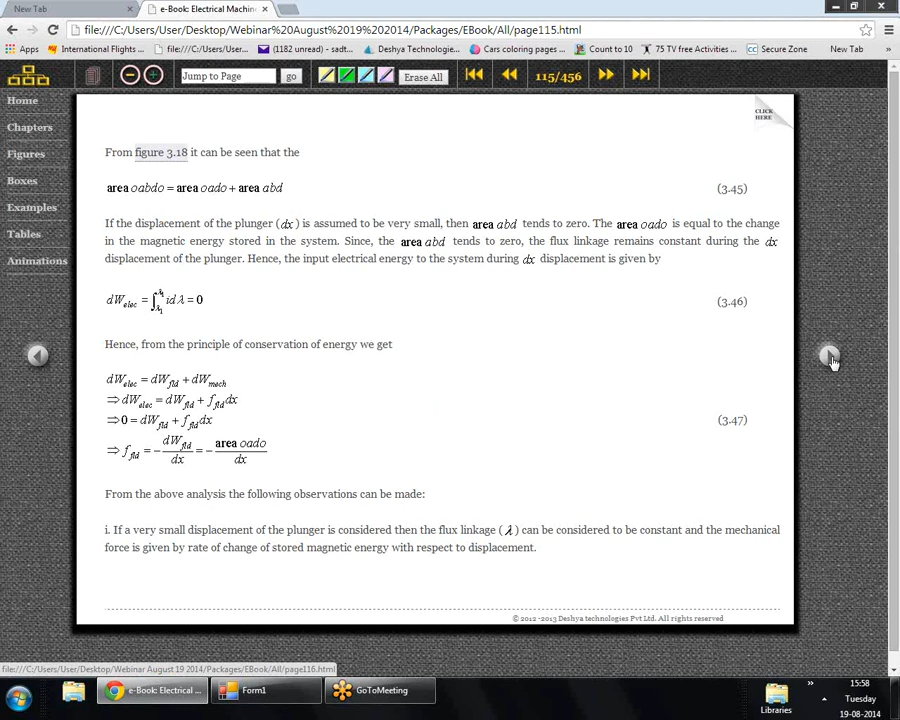 New Tab
e-Book: Electrical Machin
file:///C:/Users/User/Desktop/Webinar%20August%2019%202014/Packages/EBook/All/page115.html
Apps International Flights... file:///C:/Users/User/... (1182 unread) - sadt... Deshya Technologie... Cars coloring pages ... Count to 10 75 TV free Activities ... Secure Zone New Tab
Jump to Page go Erase All 115/456
Home
Chapters
Figures
Boxes
Examples
Tables
Animations
CLICK
HERE
From figure 3.18 it can be seen that the
area oabdo = area oado + area abd (3.45)
If the displacement of the plunger (dx) is assumed to be very small, then area abd tends to zero. The area oado is equal to the change
in the magnetic energy stored in the system. Since, the area abd tends to zero, the flux linkage remains constant during the dx
displacement of the plunger. Hence, the input electrical energy to the system during dx displacement is given by
dW_elec = ∫_λ₁^λ₁ idλ = 0 (3.46)
Hence, from the principle of conservation of energy we get
dW_elec = dW_fld + dW_mech
⇒ dW_elec = dW_fld + f_fld dx
⇒ 0 = dW_fld + f_fld dx (3.47)
⇒ f_fld = − dW_fld/dx = − area oado/dx
From the above analysis the following observations can be made:
i. If a very small displacement of the plunger is considered then the flux linkage (λ) can be considered to be constant and the mechanical
force is given by rate of change of stored magnetic energy with respect to displacement.
© 2012 -2013 Deshya technologies Pvt Ltd. All rights reserved
file:///C:/Users/User/Desktop/Webinar August 19 2014/Packages/EBook/All/page116.html
e-Book: Electrical ...
Form1
GoToMeeting
Libraries
15:58
Tuesday
19-08-2014